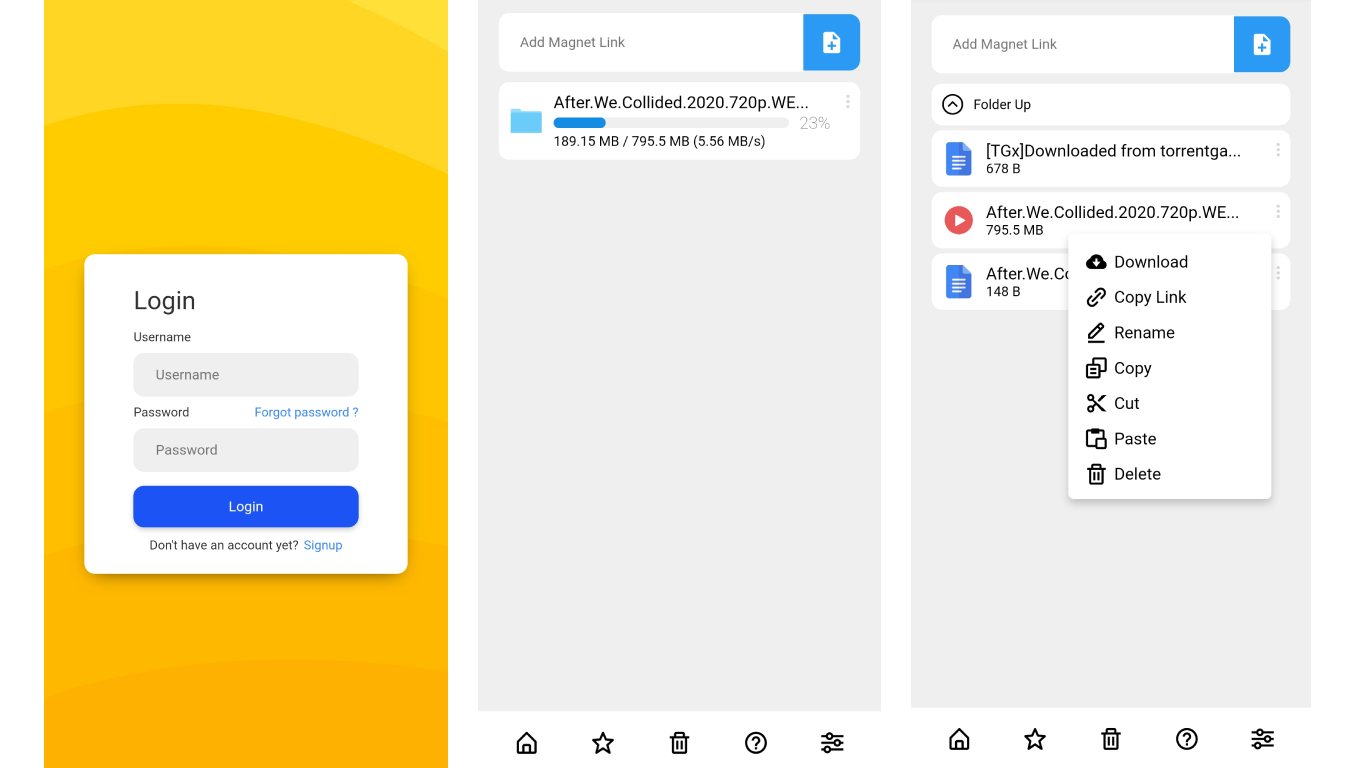 Login
Username
Username
Password Forgot password ?
Password
Login
Don't have an account yet? Signup
Add Magnet Link
After.We.Collided.2020.720p.WE...
23%
189.15 MB / 795.5 MB (5.56 MB/s)
Add Magnet Link
Folder Up
[TGx]Downloaded from torrentga...
678 B
After.We.Collided.2020.720p.WE...
795.5 MB
After.We.Co
148 B
Download
Copy Link
Rename
Copy
Cut
Paste
Delete